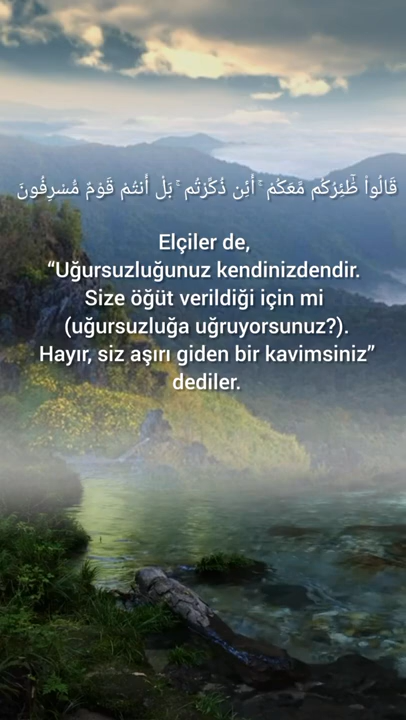 قَالُوا۟ طَٰٓئِرُكُم مَّعَكُمْ ۚ أَئِن ذُكِّرْتُم ۚ بَلْ أَنتُمْ قَوْمٌ مُّسْرِفُونَ
Elçiler de,
“Uğursuzluğunuz kendinizdendir.
Size öğüt verildiği için mi
(uğursuzluğa uğruyorsunuz?).
Hayır, siz aşırı giden bir kavimsiniz”
dediler.